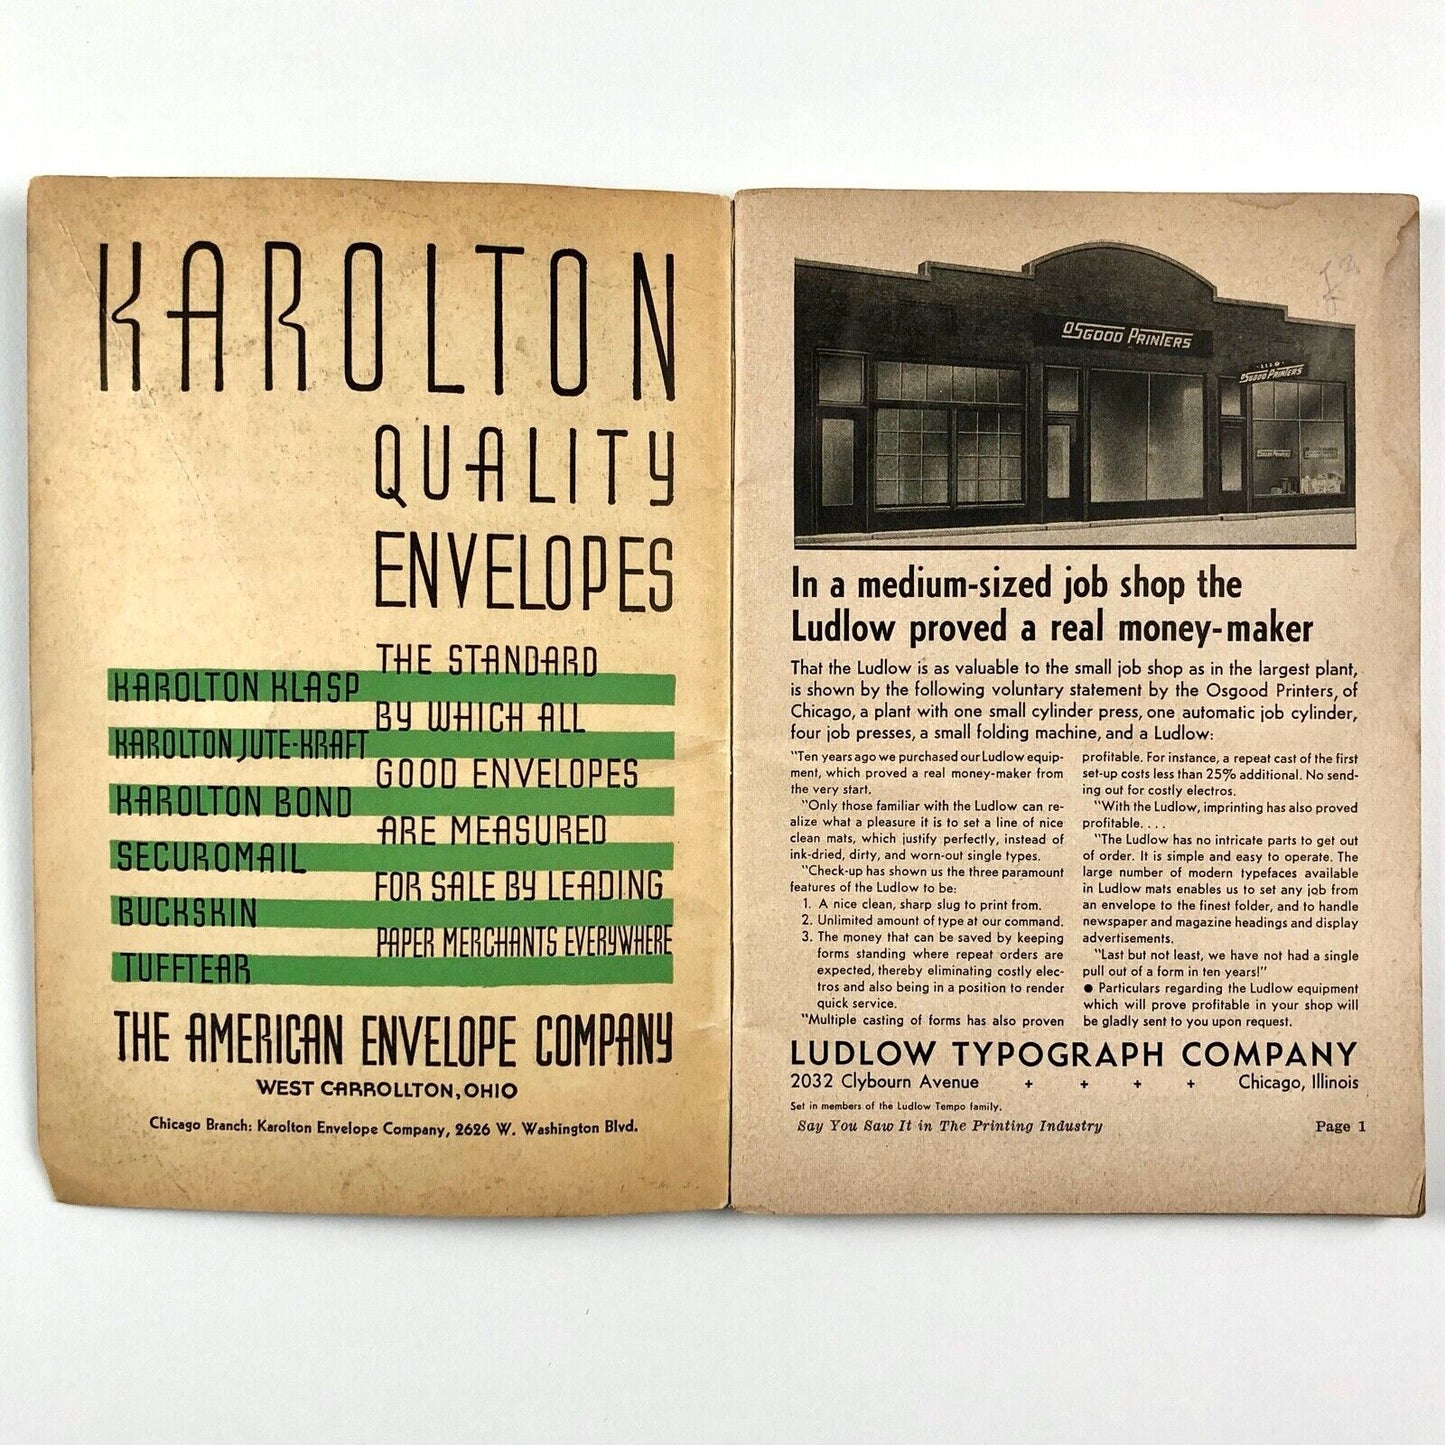 KAROLTON
QUALITY
ENVELOPES
THE STANDARD
KAROLTON KLASP
BY WHICH ALL
KAROLTON JUTE-KRAFT
GOOD ENVELOPES
KAROLTON BOND
ARE MEASURED
SECUROMAIL
FOR SALE BY LEADING
BUCKSKIN
PAPER MERCHANTS EVERYWHERE
TUFFTEAR
THE AMERICAN ENVELOPE COMPANY
WEST CARROLLTON, OHIO
Chicago Branch: Karolton Envelope Company, 2626 W. Washington Blvd.
OSGOOD PRINTERS
OSGOOD PRINTERS
In a medium-sized job shop the
Ludlow proved a real money-maker
That the Ludlow is as valuable to the small job shop as in the largest plant,
is shown by the following voluntary statement by the Osgood Printers, of
Chicago, a plant with one small cylinder press, one automatic job cylinder,
four job presses, a small folding machine, and a Ludlow:
"Ten years ago we purchased our Ludlow equip-
ment, which proved a real money-maker from
the very start.
"Only those familiar with the Ludlow can re-
alize what a pleasure it is to set a line of nice
clean mats, which justify perfectly, instead of
ink-dried, dirty, and worn-out single types.
"Check-up has shown us the three paramount
features of the Ludlow to be:
1. A nice clean, sharp slug to print from.
2. Unlimited amount of type at our command.
3. The money that can be saved by keeping
forms standing where repeat orders are
expected, thereby eliminating costly elec-
tros and also being in a position to render
quick service.
"Multiple casting of forms has also proven
profitable. For instance, a repeat cast of the first
set-up costs less than 25% additional. No send-
ing out for costly electros.
"With the Ludlow, imprinting has also proved
profitable. . . .
"The Ludlow has no intricate parts to get out
of order. It is simple and easy to operate. The
large number of modern typefaces available
in Ludlow mats enables us to set any job from
an envelope to the finest folder, and to handle
newspaper and magazine headings and display
advertisements.
"Last but not least, we have not had a single
pull out of a form in ten years!"
● Particulars regarding the Ludlow equipment
which will prove profitable in your shop will
be gladly sent to you upon request.
LUDLOW TYPOGRAPH COMPANY
2032 Clybourn Avenue + + + + Chicago, Illinois
Set in members of the Ludlow Tempo family.
Say You Saw It in The Printing Industry Page 1